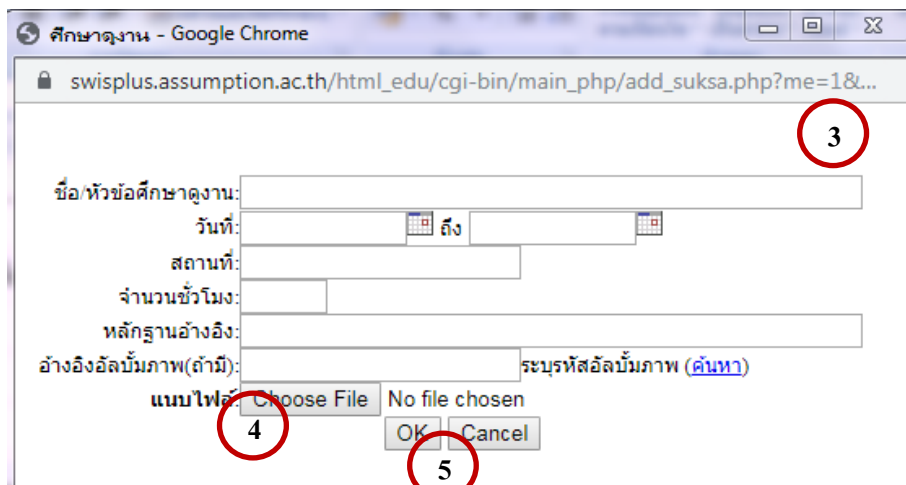 ศึกษาดูงาน - Google Chrome
swisplus.assumption.ac.th/html_edu/cgi-bin/main_php/add_suksa.php?me=1&...
3
ชื่อ/หัวข้อศึกษาดูงาน:
วันที่: ถึง
สถานที่:
จำนวนชั่วโมง:
หลักฐานอ้างอิง:
อ้างอิงอัลบั้มภาพ(ถ้ามี): ระบุรหัสอัลบั้มภาพ (ค้นหา)
แนบไฟล์: Choose File No file chosen
4
OK Cancel
5